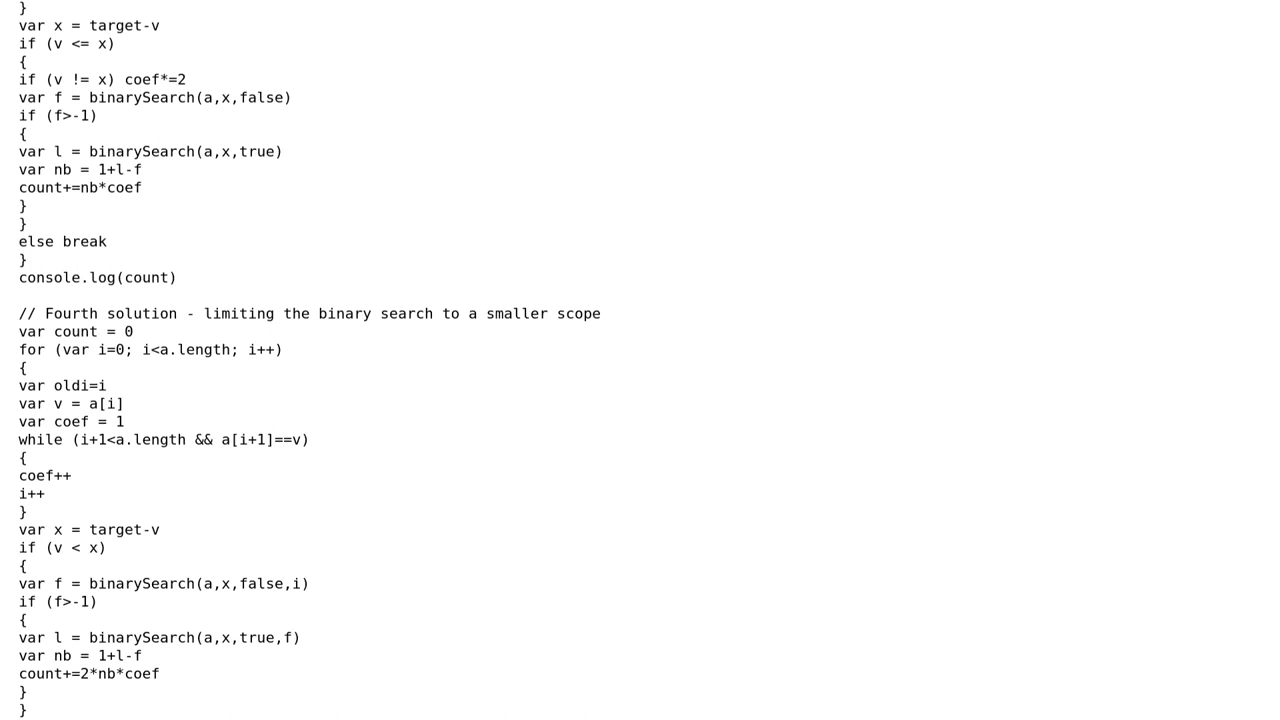 }
var x = target-v
if (v <= x)
{
if (v != x) coef*=2
var f = binarySearch(a,x,false)
if (f>-1)
{
var l = binarySearch(a,x,true)
var nb = 1+l-f
count+=nb*coef
}
}
else break
}
console.log(count)

// Fourth solution - limiting the binary search to a smaller scope
var count = 0
for (var i=0; i<a.length; i++)
{
var oldi=i
var v = a[i]
var coef = 1
while (i+1<a.length && a[i+1]==v)
{
coef++
i++
}
var x = target-v
if (v < x)
{
var f = binarySearch(a,x,false,i)
if (f>-1)
{
var l = binarySearch(a,x,true,f)
var nb = 1+l-f
count+=2*nb*coef
}
}